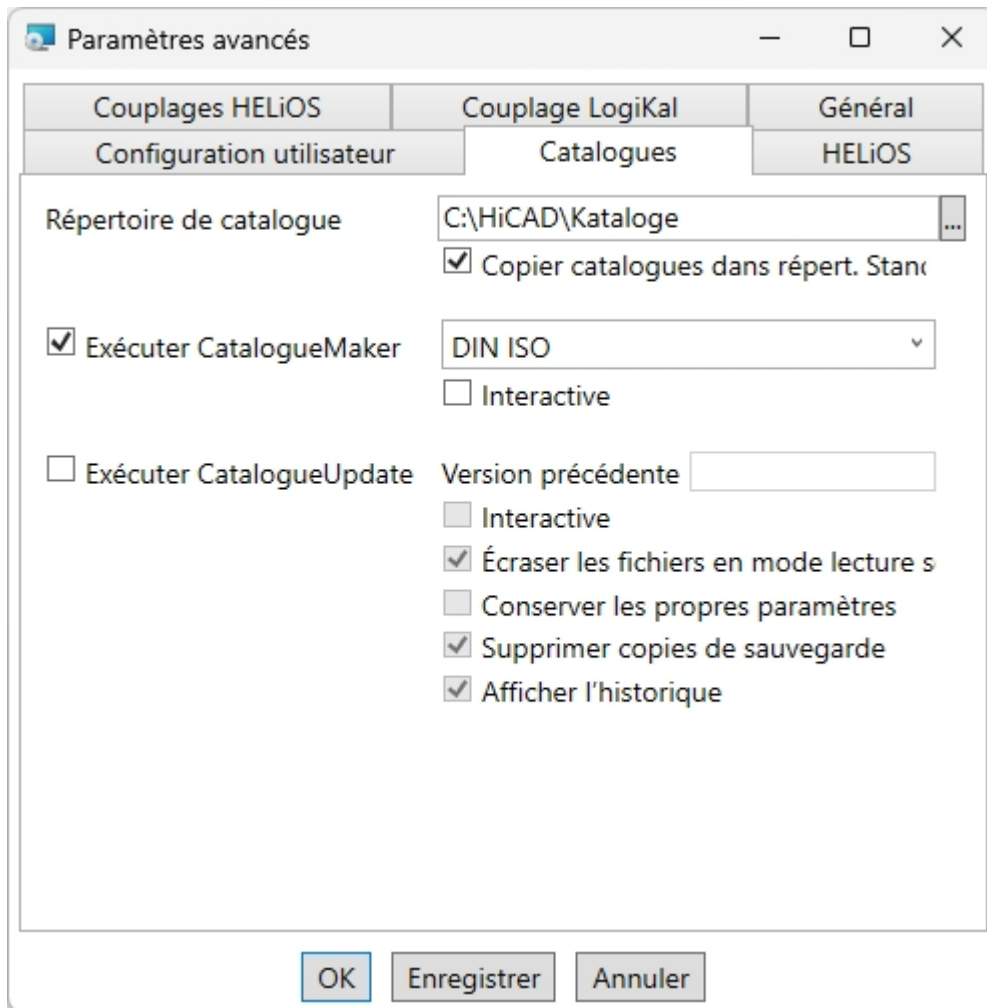 Paramètres avancés
Couplages HELiOS
Couplage LogiKal
Général
Configuration utilisateur
Catalogues
HELiOS
Répertoire de catalogue
C:\HiCAD\Kataloge
...
Copier catalogues dans répert.
Exécuter CatalogueMaker
DIN ISO
Interactive
Exécuter CatalogueUpdate
Version précédente
Interactive
Écraser les fichiers en mode lecture
Conserver les propres paramètres
Supprimer copies de sauvegarde
Afficher l’historique
OK
Enregistrer
Annuler